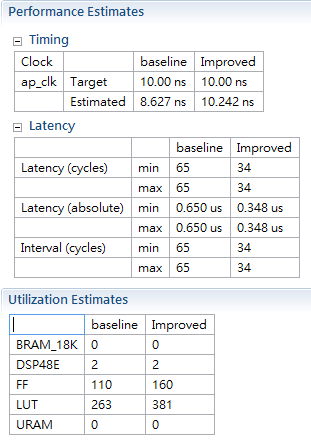 Performance Estimates
Timing
Clock baseline Improved
ap_clk Target 10.00 ns 10.00 ns
Estimated 8.627 ns 10.242 ns
Latency
baseline Improved
Latency (cycles) min 65 34
max 65 34
Latency (absolute) min 0.650 us 0.348 us
max 0.650 us 0.348 us
Interval (cycles) min 65 34
max 65 34
Utilization Estimates
baseline Improved
BRAM_18K 0 0
DSP48E 2 2
FF 110 160
LUT 263 381
URAM 0 0